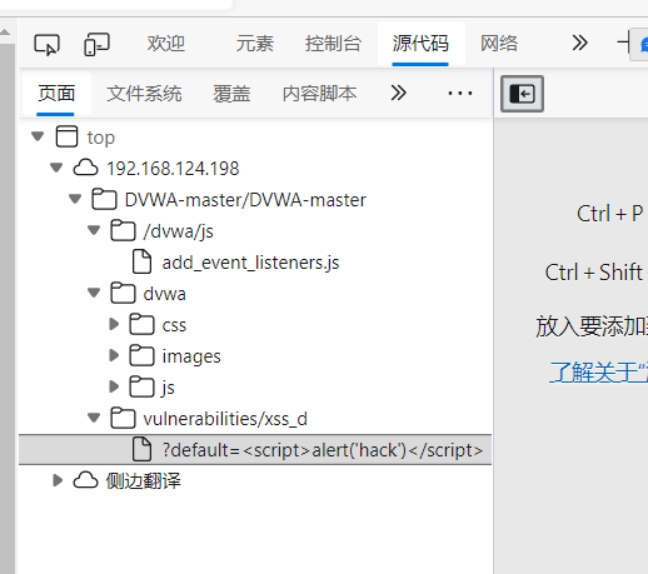 欢迎 元素 控制台 源代码 网络
页面 文件系统 覆盖 内容脚本
top
192.168.124.198
DVWA-master/DVWA-master
/dvwa/js
add_event_listeners.js
dvwa
css
images
js
vulnerabilities/xss_d
?default=<script>alert('hack')</script>
侧边翻译
Ctrl + P
Ctrl + Shift
放入要添加
了解关于“